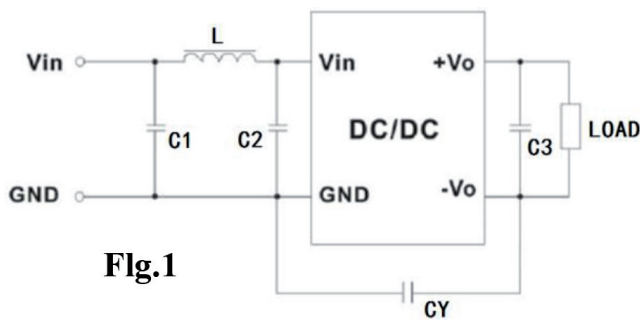 L
Vin
Vin
+Vo
C1
C2
DC/DC
C3
LOAD
GND
GND
-Vo
Flg.1
CY